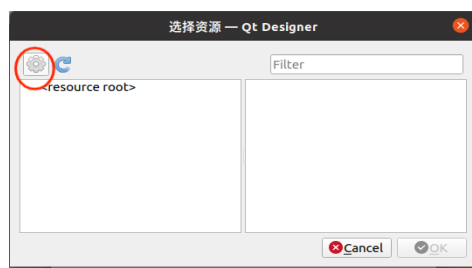 选择资源 — Qt Designer
Filter
<resource root>
Cancel
OK